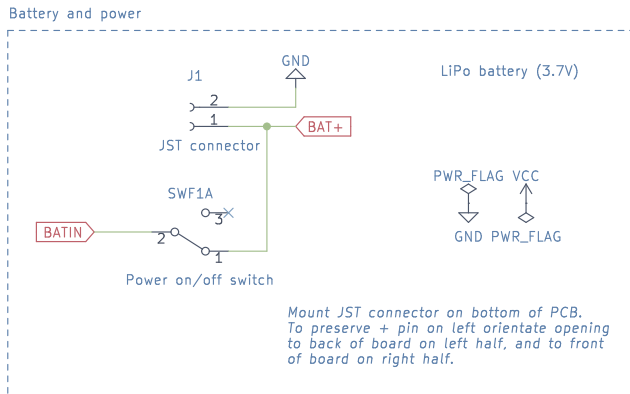 Battery and power
GND
J1
LiPo battery (3.7V)
2
1
BAT+
JST connector
PWR_FLAG VCC
SWF1A
3
BATIN
2
1
GND PWR_FLAG
Power on/off switch
Mount JST connector on bottom of PCB.
To preserve + pin on left orientate opening
to back of board on left half, and to front
of board on right half.